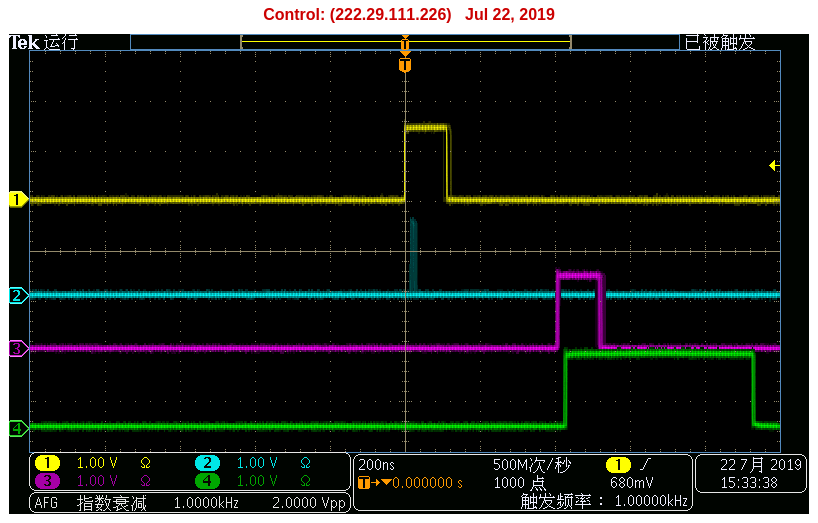 Control: (222.29.111.226) Jul 22, 2019
Tek 运行 已被触发
T
T
1
2
3
4
1 1.00 V Ω 2 1.00 V Ω
3 1.00 V Ω 4 1.00 V Ω
200ns 500M次/秒 1
T→▼0.000000 s 1000 点 680mV
触发频率： 1.00000kHz
22 7月 2019
15:33:38
AFG 指数衰减 1.0000kHz 2.0000 Vpp